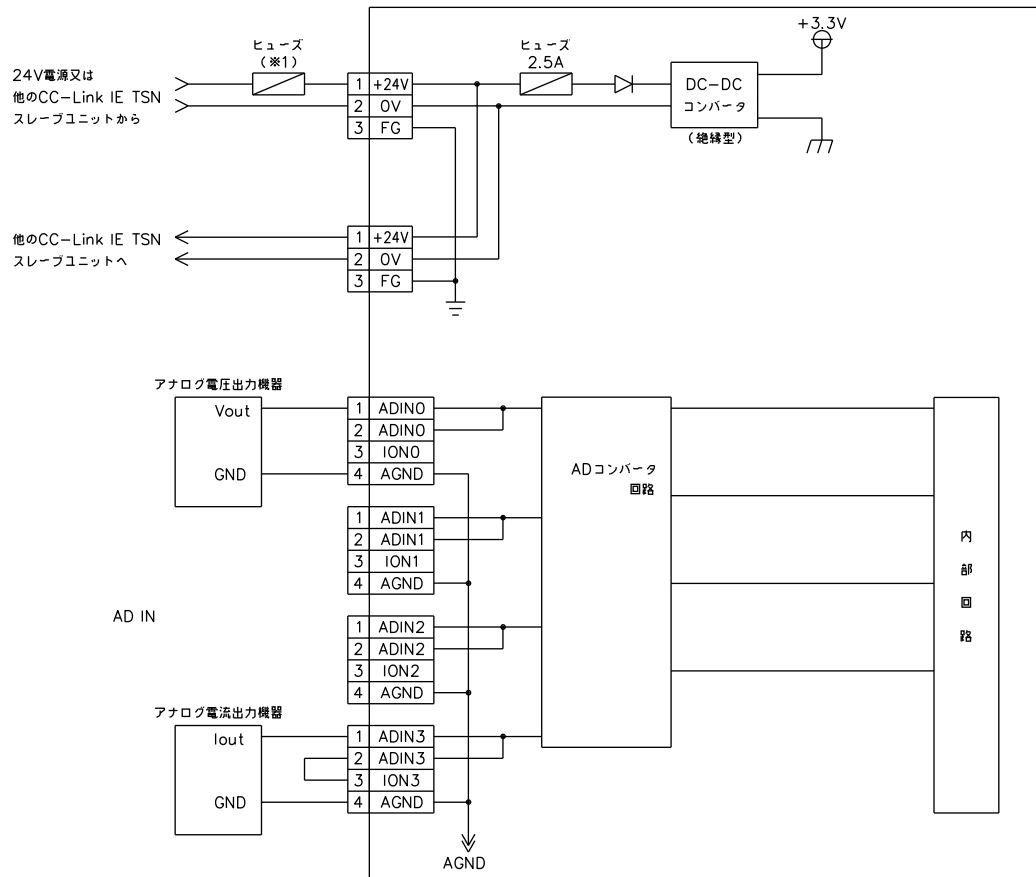 +3.3V
ヒューズ
(※1)
ヒューズ
2.5A
24V電源又は
他のCC-Link IE TSN
スレーブユニットから
1 +24V
2 0V
3 FG
DC-DC
コンバータ
(絶縁型)
他のCC-Link IE TSN
スレーブユニットへ
1 +24V
2 0V
3 FG
アナログ電圧出力機器
Vout
GND
1 ADIN0
2 ADIN0
3 ION0
4 AGND
ADコンバータ
回路
1 ADIN1
2 ADIN1
3 ION1
4 AGND
内
部
回
路
AD IN
1 ADIN2
2 ADIN2
3 ION2
4 AGND
アナログ電流出力機器
Iout
GND
1 ADIN3
2 ADIN3
3 ION3
4 AGND
AGND